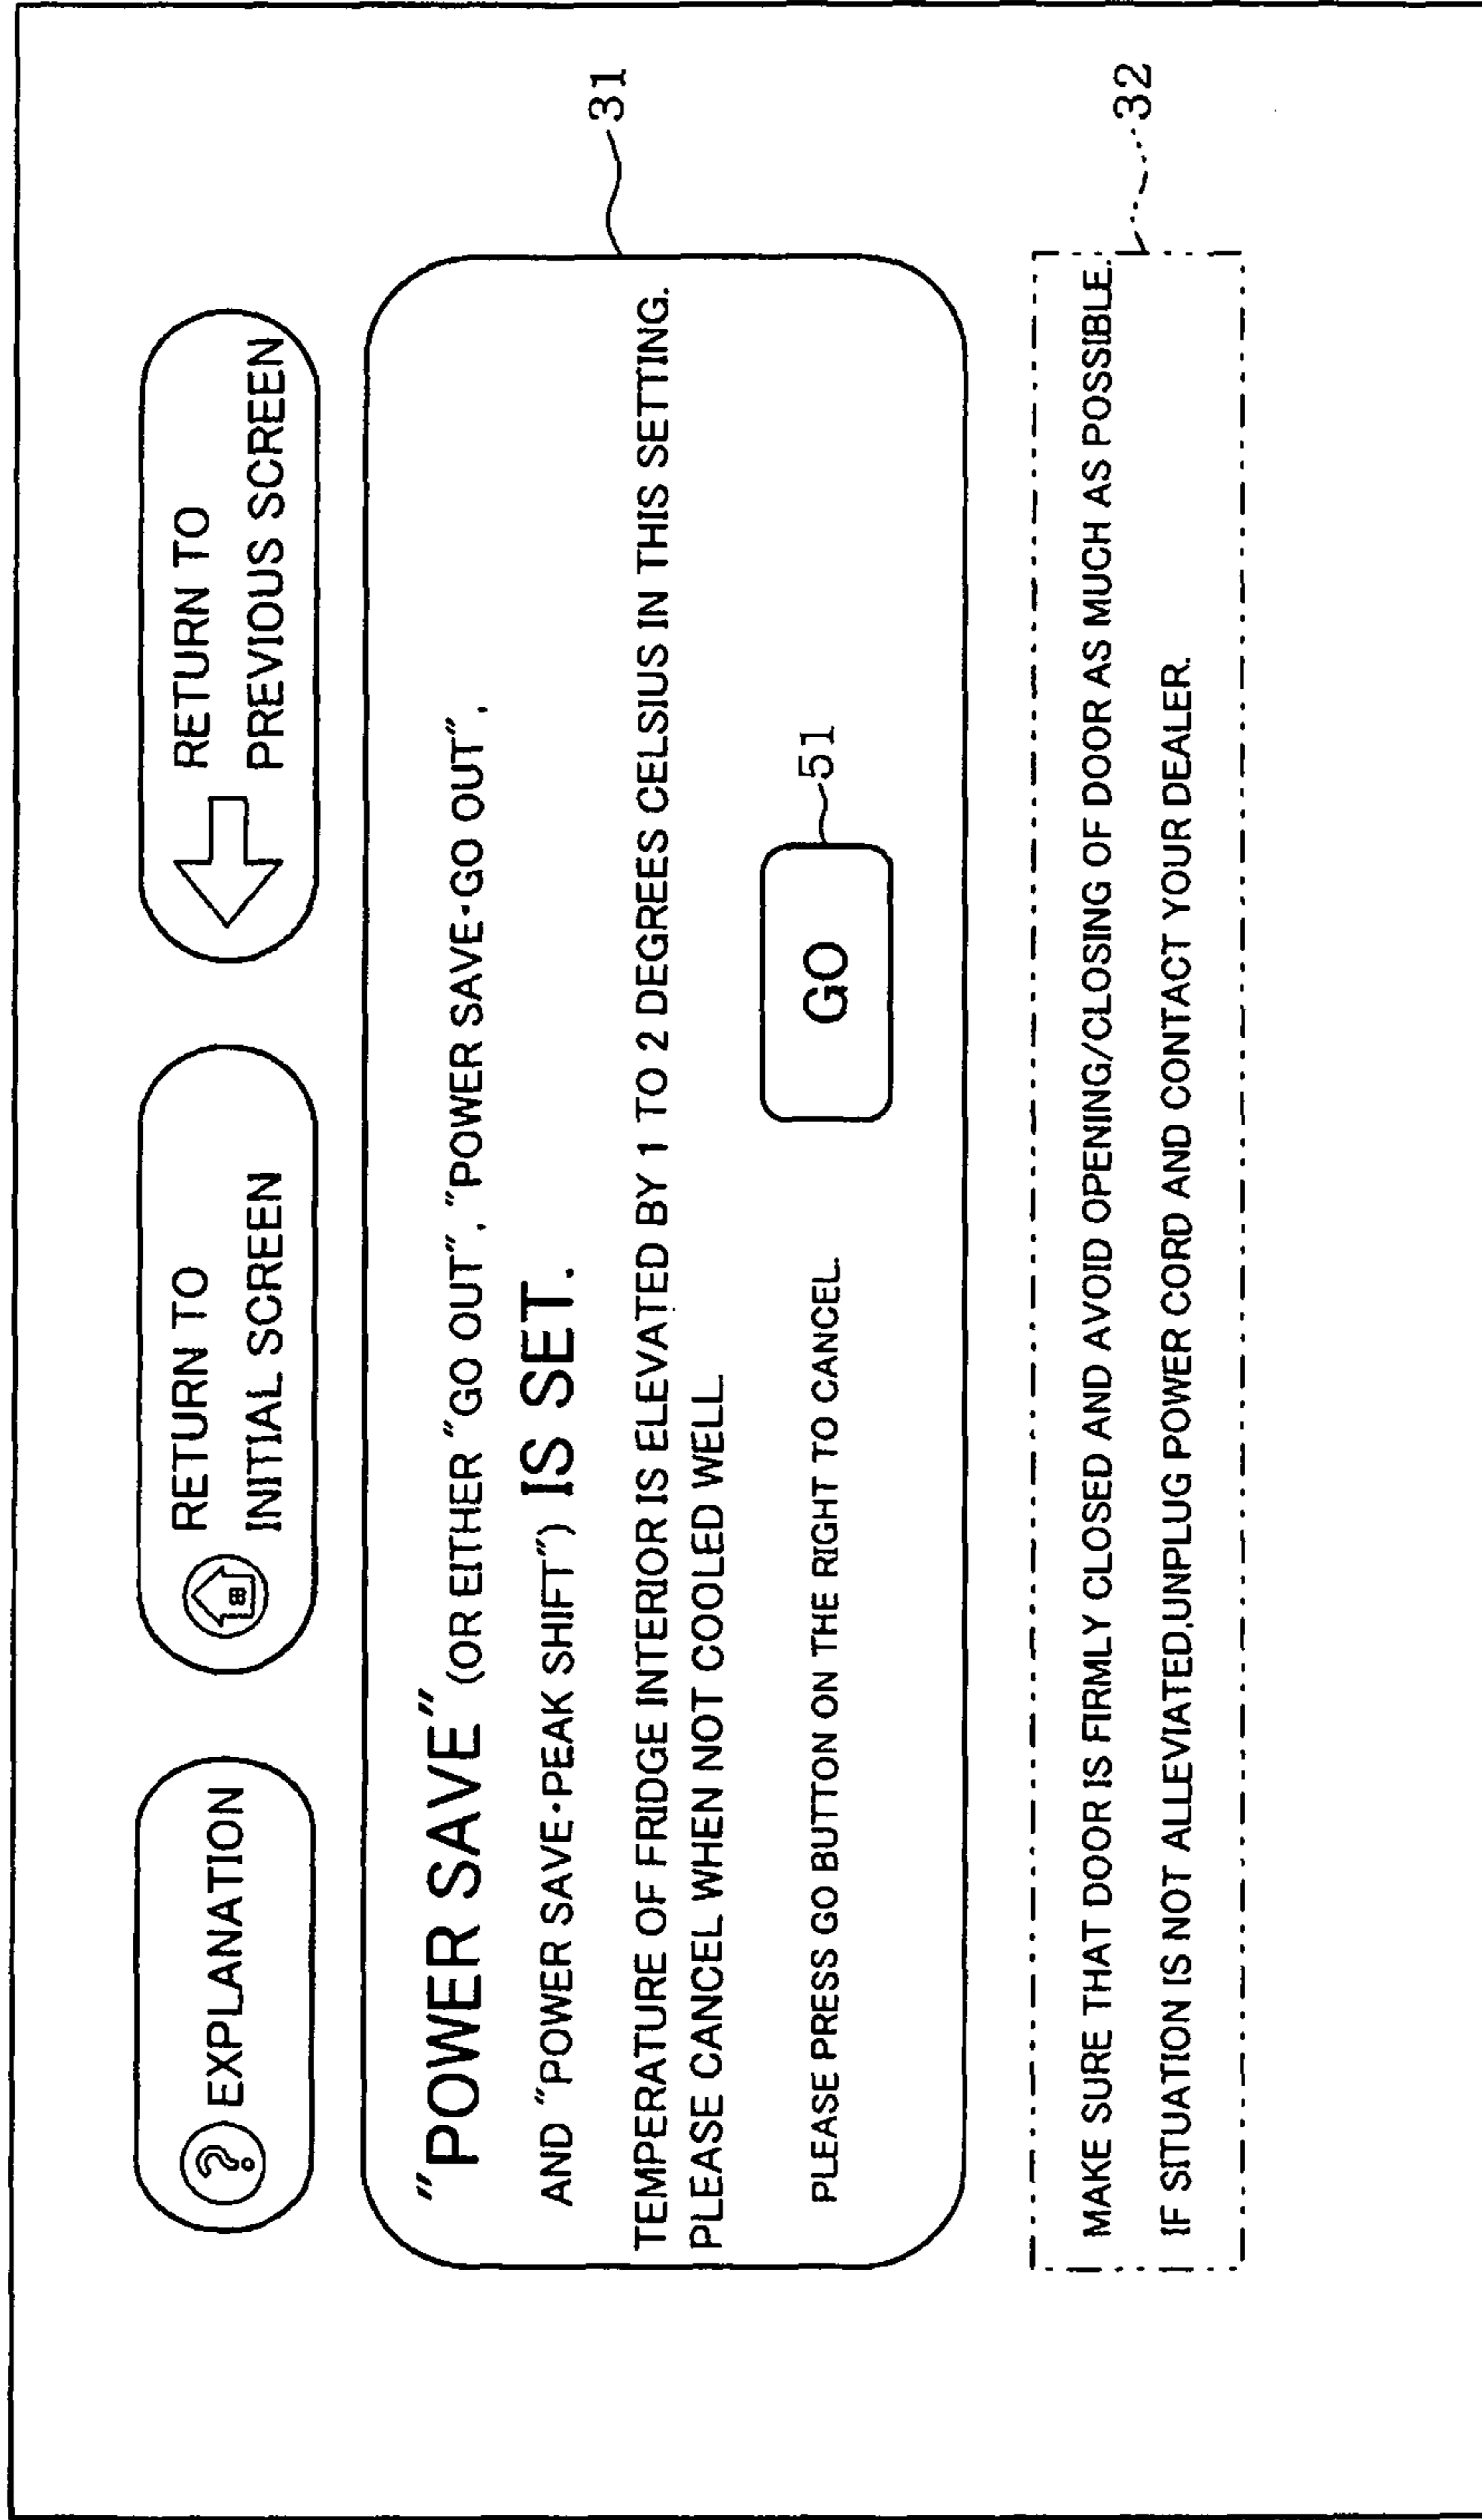 EXPLANATION
RETURN TO
INITIAL SCREEN
RETURN TO
PREVIOUS SCREEN
"POWER SAVE" (OR EITHER "GO OUT", "POWER SAVE·GO OUT",
AND "POWER SAVE·PEAK SHIFT") IS SET.
TEMPERATURE OF FRIDGE INTERIOR IS ELEVATED BY 1 TO 2 DEGREES CELSIUS IN THIS SETTING.
PLEASE CANCEL WHEN NOT COOLED WELL.
PLEASE PRESS GO BUTTON ON THE RIGHT TO CANCEL.
GO
51
31
MAKE SURE THAT DOOR IS FIRMLY CLOSED AND AVOID OPENING/CLOSING OF DOOR AS MUCH AS POSSIBLE.
IF SITUATION IS NOT ALLEVIATED,UNPLUG POWER CORD AND CONTACT YOUR DEALER.
32